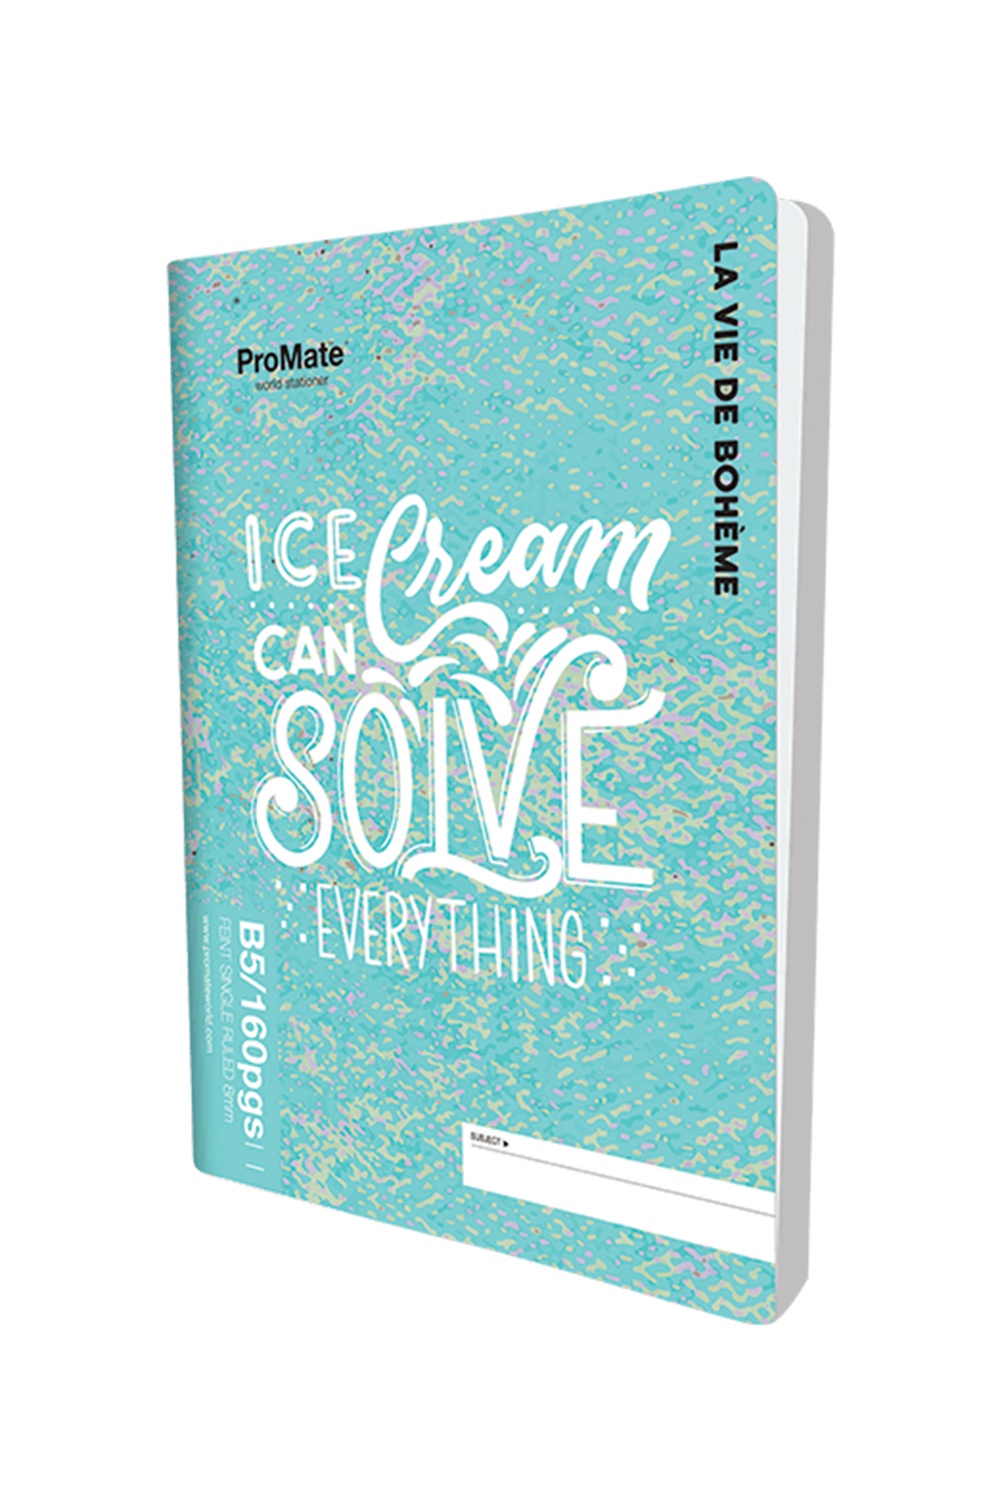 ProMate
world stationer
LA VIE DE BOHÈME
ICE Cream
CAN
SOLVE
EVERYTHING
B5/160pgs
FEINT SINGLE RULED 8mm
www.promateworld.com
SUBJECT